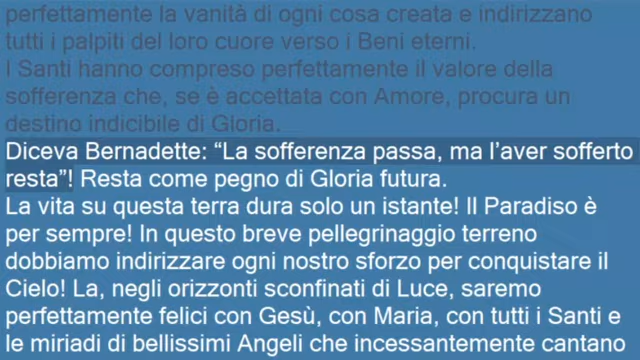 perfettamente la vanità di ogni cosa creata e indirizzano
tutti i palpiti del loro cuore verso i Beni eterni.
I Santi hanno compreso perfettamente il valore della
sofferenza che, se è accettata con Amore, procura un
destino indicibile di Gloria.
Diceva Bernadette: “La sofferenza passa, ma l’aver sofferto
resta”! Resta come pegno di Gloria futura.
La vita su questa terra dura solo un istante! Il Paradiso è
per sempre! In questo breve pellegrinaggio terreno
dobbiamo indirizzare ogni nostro sforzo per conquistare il
Cielo! La, negli orizzonti sconfinati di Luce, saremo
perfettamente felici con Gesù, con Maria, con tutti i Santi e
le miriadi di bellissimi Angeli che incessantemente cantano